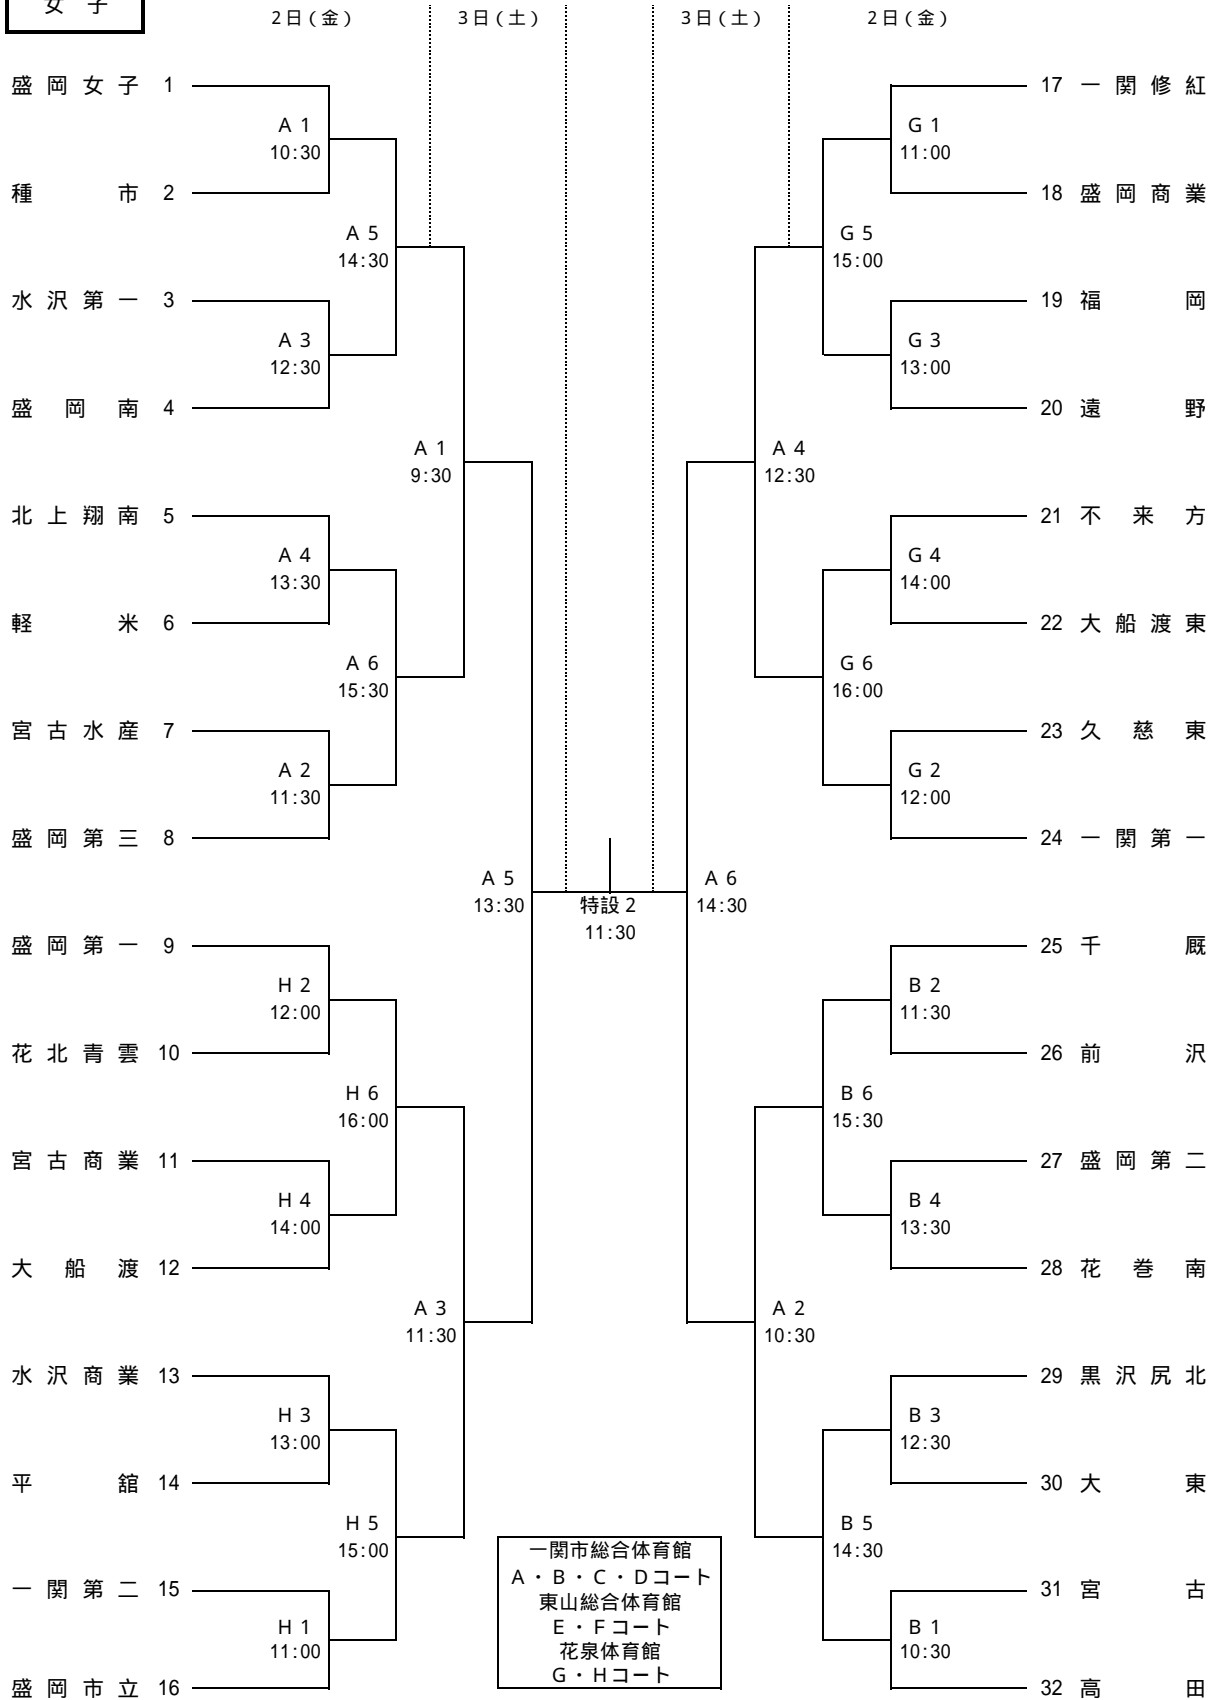 女 子
2日(金) 3日(土) 3日(土) 2日(金)
盛岡女子 1
A 1
10:30
種市 2
A 5
14:30
水沢第一 3
A 3
12:30
盛岡南 4
A 1
9:30
北上翔南 5
A 4
13:30
軽米 6
A 6
15:30
宮古水産 7
A 2
11:30
盛岡第三 8
A 5
13:30
盛岡第一 9
H 2
12:00
花北青雲 10
H 6
16:00
宮古商業 11
H 4
14:00
大船渡 12
A 3
11:30
水沢商業 13
H 3
13:00
平舘 14
H 5
15:00
一関第二 15
H 1
11:00
盛岡市立 16
特設2
11:30
17 一関修紅
G 1
11:00
18 盛岡商業
G 5
15:00
19 福岡
G 3
13:00
20 遠野
A 4
12:30
21 不来方
G 4
14:00
22 大船渡東
G 6
16:00
23 久慈東
G 2
12:00
24 一関第一
A 6
14:30
25 千厩
B 2
11:30
26 前沢
B 6
15:30
27 盛岡第二
B 4
13:30
28 花巻南
A 2
10:30
29 黒沢尻北
B 3
12:30
30 大東
B 5
14:30
31 宮古
B 1
10:30
32 高田
一関市総合体育館
A・B・C・Dコート
東山総合体育館
E・Fコート
花泉体育館
G・Hコート